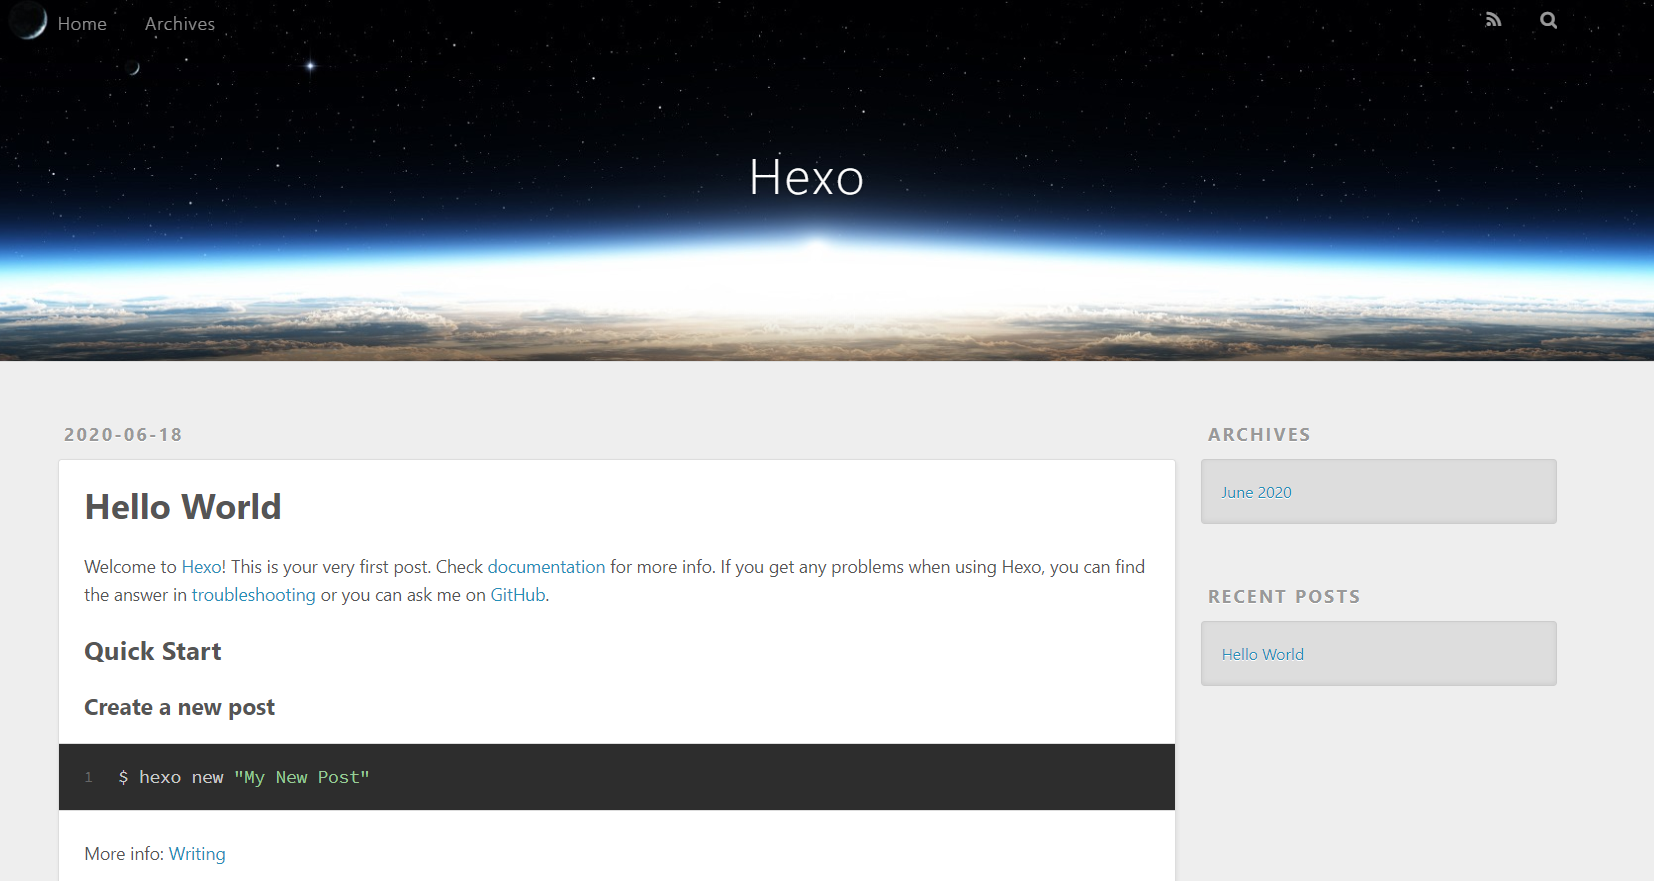 Home Archives
Hexo
2020-06-18
Hello World
Welcome to Hexo! This is your very first post. Check documentation for more info. If you get any problems when using Hexo, you can find
the answer in troubleshooting or you can ask me on GitHub.
Quick Start
Create a new post
1 $ hexo new "My New Post"
More info: Writing
ARCHIVES
June 2020
RECENT POSTS
Hello World